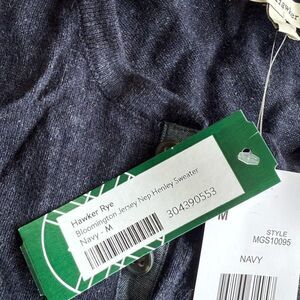 Hawker Rye
Bloomington Jersey Nep Henley Sweater
Navy - M
304390553
M
STYLE
MGS10095
NAVY